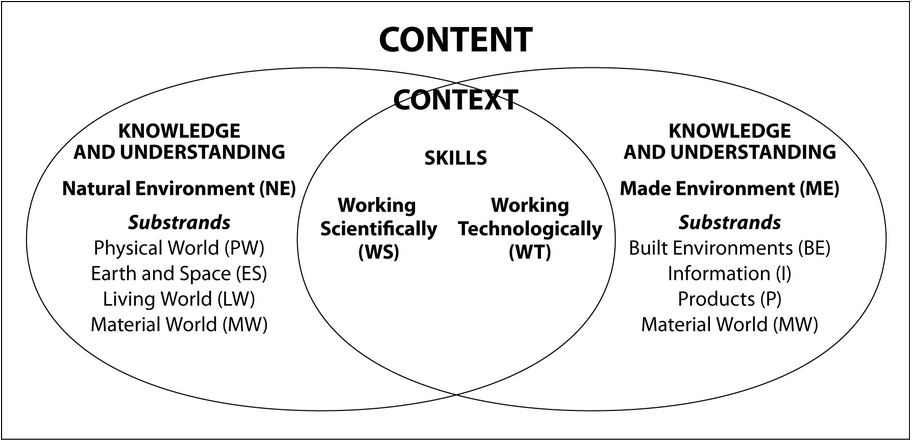 CONTENT
CONTEXT
KNOWLEDGE
AND UNDERSTANDING
Natural Environment (NE)
Substrands
Physical World (PW)
Earth and Space (ES)
Living World (LW)
Material World (MW)
SKILLS
Working
Scientifically
(WS)
Working
Technologically
(WT)
KNOWLEDGE
AND UNDERSTANDING
Made Environment (ME)
Substrands
Built Environments (BE)
Information (I)
Products (P)
Material World (MW)